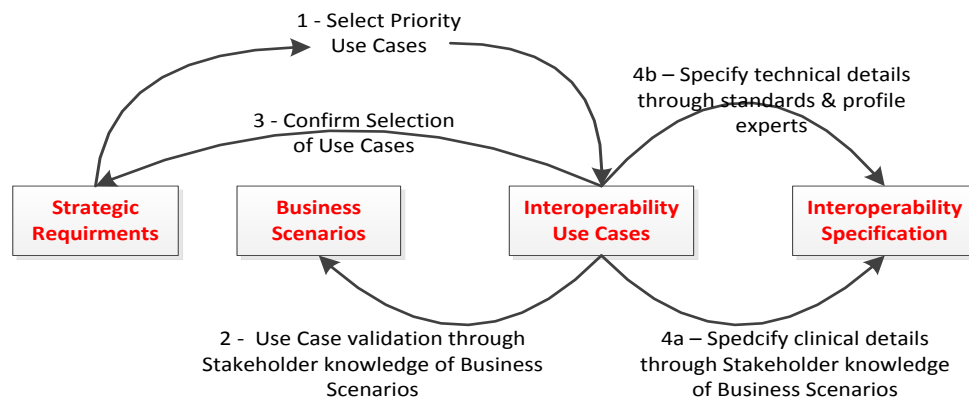 1 - Select Priority
Use Cases
4b – Specify technical details
through standards & profile
experts
3 - Confirm Selection
of Use Cases
Strategic
Requirments
Business
Scenarios
Interoperability
Use Cases
Interoperability
Specification
2 - Use Case validation through
Stakeholder knowledge of Business
Scenarios
4a – Spedcify clinical details
through Stakeholder knowledge
of Business Scenarios